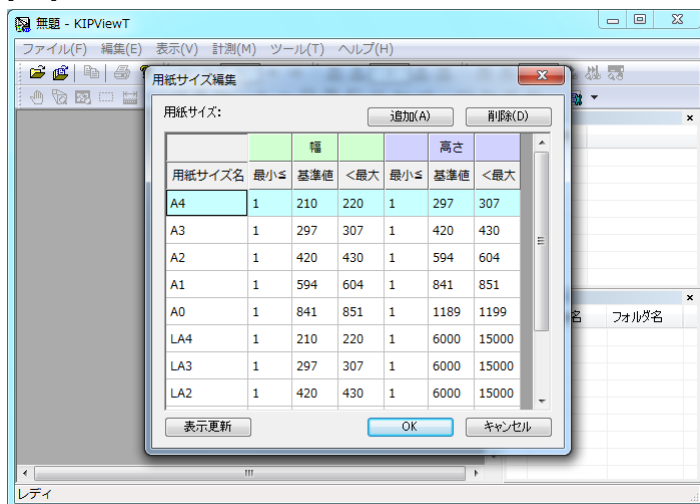 無題 - KIPViewT
ファイル(F) 編集(E) 表示(V) 計測(M) ツール(T) ヘルプ(H)
用紙サイズ編集
用紙サイズ: 追加(A) 削除(D)
幅 高さ
用紙サイズ名 最小≦ 基準値 <最大 最小≦ 基準値 <最大
A4 1 210 220 1 297 307
A3 1 297 307 1 420 430
A2 1 420 430 1 594 604
A1 1 594 604 1 841 851
A0 1 841 851 1 1189 1199
LA4 1 210 220 1 6000 15000
LA3 1 297 307 1 6000 15000
LA2 1 420 430 1 6000 15000
名 フォルダ名
表示更新 OK キャンセル
レディ